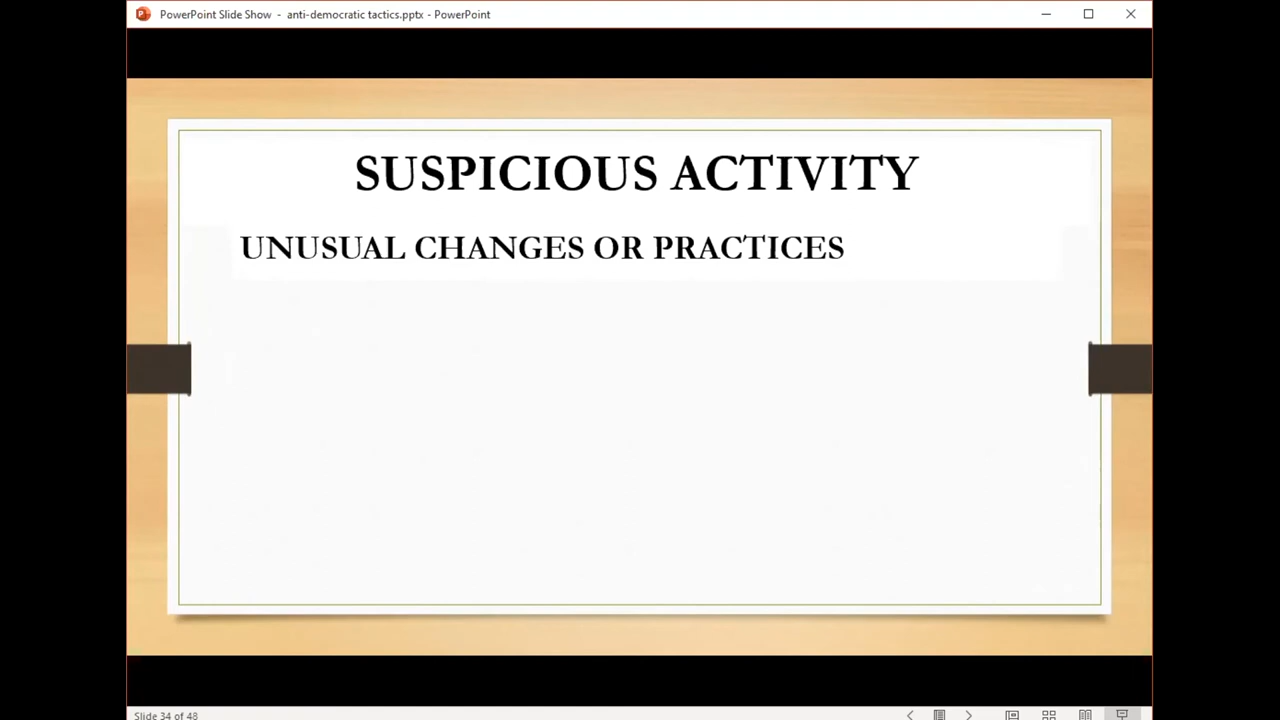 PowerPoint Slide Show - anti-democratic tactics.pptx - PowerPoint
SUSPICIOUS ACTIVITY
UNUSUAL CHANGES OR PRACTICES
Slide 34 of 48